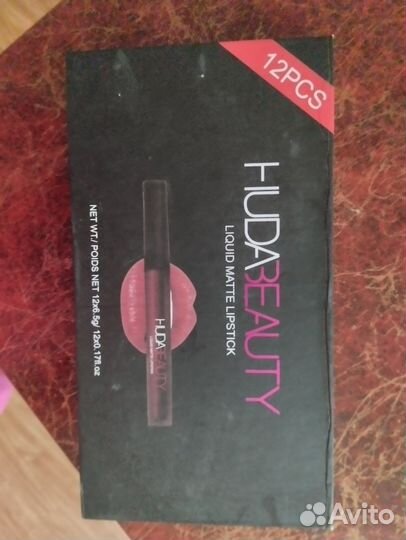 12PCS
HUDABEAUTY
LIQUID MATTE LIPSTICK
HUDABEAUTY
NET WT./ POIDS NET 12x6.5g/ 12x0.17fl.oz
Avito